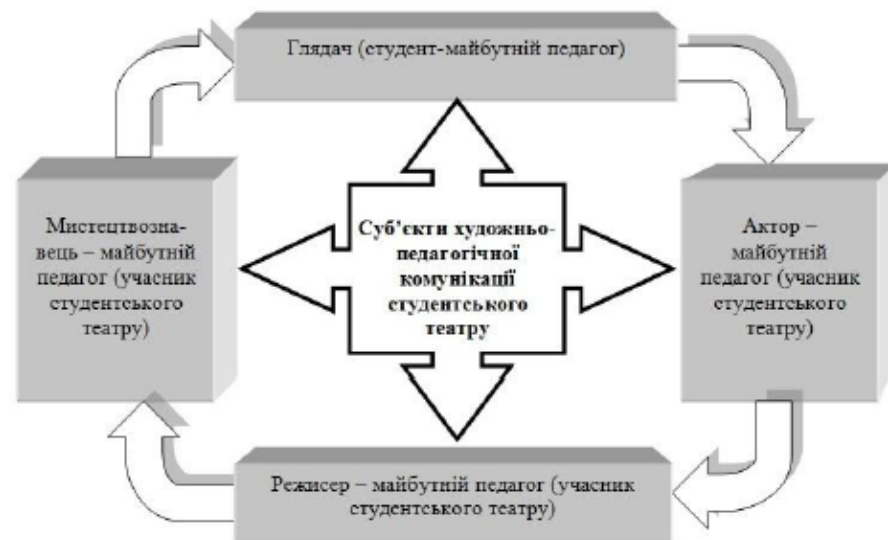 Глядач (студент-майбутній педагог)
Мистецтвозна-
вець – майбутній
педагог (учасник
студентського
театру)
Суб’єкти художньо-
педагогічної
комунікації
студентського
театру
Актор –
майбутній
педагог (учасник
студентського
театру)
Режисер – майбутній педагог (учасник
студентського театру)